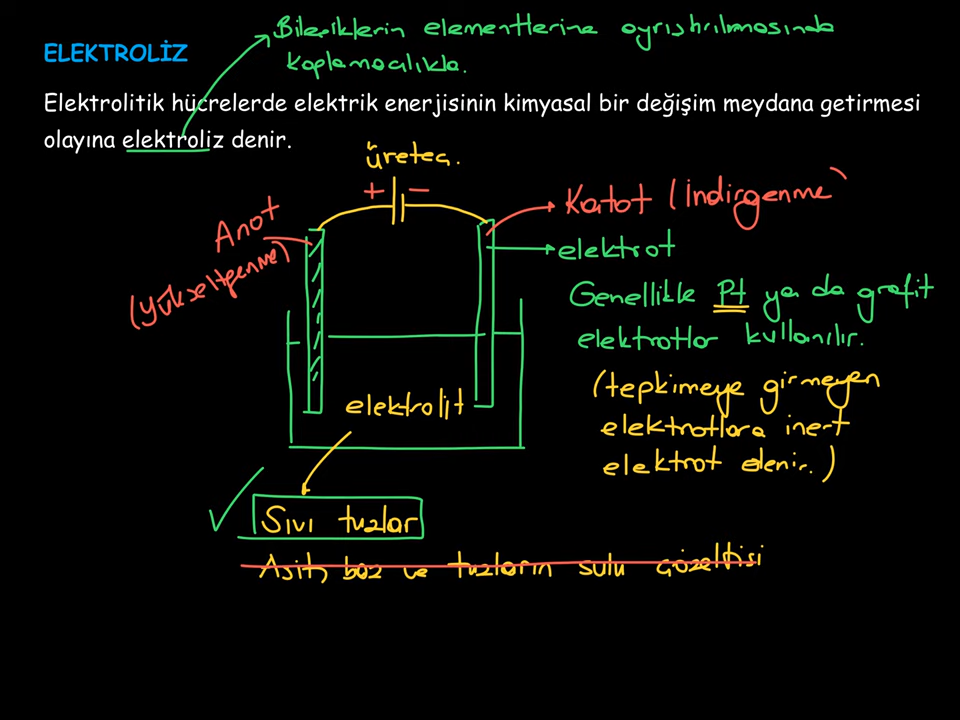 Bileşiklerin elementlerine ayrıştırılmasında
kaplamacılıkta.
ELEKTROLİZ
Elektrolitik hücrelerde elektrik enerjisinin kimyasal bir değişim meydana getirmesi
olayına elektroliz denir.
üreteç.
+ −
Anot
(Yükseltgenme)
Katot (İndirgenme)
elektrot
Genellikle Pt ya da grafit
elektrotlar kullanılır.
(tepkimeye girmeyen
elektrotlara inert
elektrot denir.)
elektrolit
Sıvı tuzlar
Asit, baz ve tuzların sulu çözeltisi